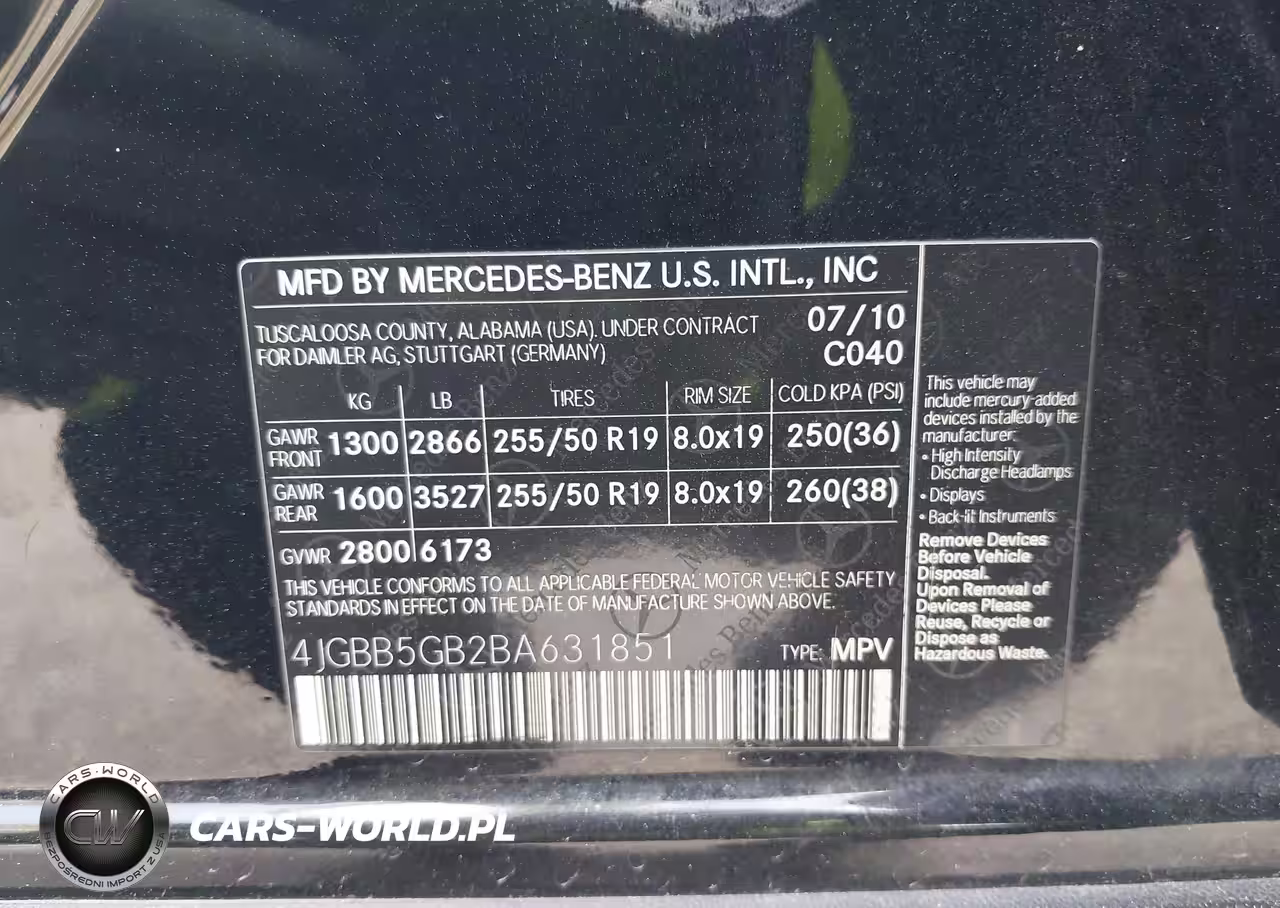 MFD BY MERCEDES-BENZ U.S. INTL., INC
TUSCALOOSA COUNTY, ALABAMA (USA). UNDER CONTRACT
FOR DAIMLER AG, STUTTGART (GERMANY)
07/10
C040
KG LB TIRES RIM SIZE COLD KPA (PSI)
GAWR FRONT 1300 2866 255/50 R19 8.0x19 250(36)
GAWR REAR 1600 3527 255/50 R19 8.0x19 260(38)
GVWR 2800 6173
THIS VEHICLE CONFORMS TO ALL APPLICABLE FEDERAL MOTOR VEHICLE SAFETY
STANDARDS IN EFFECT ON THE DATE OF MANUFACTURE SHOWN ABOVE.
4JGBB5GB2BA631851 TYPE: MPV
This vehicle may
include mercury-added
devices installed by the
manufacturer:
• High Intensity
Discharge Headlamps
• Displays
• Back-lit Instruments
Remove Devices
Before Vehicle
Disposal.
Upon Removal of
Devices Please
Reuse, Recycle or
Dispose as
Hazardous Waste.
CARS-WORLD
CW
BEZPOŚREDNI IMPORT Z USA
CARS-WORLD.PL